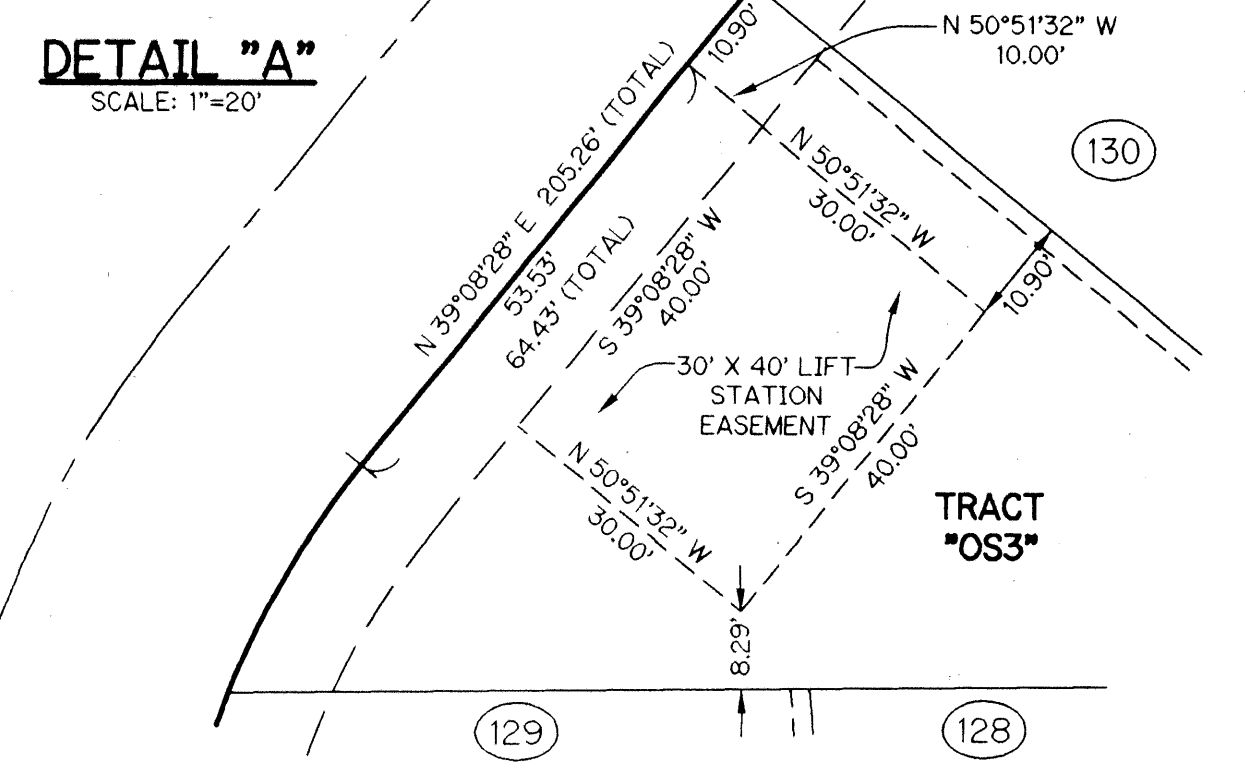 DETAIL "A"
SCALE: 1"=20'
N 50°51'32" W
10.00'
10.90'
130
N 39°08'28" E 205.26' (TOTAL)
53.53'
64.43' (TOTAL)
S 39°08'28" W
40.00'
N 50°51'32" W
30.00'
10.90'
30' X 40' LIFT
STATION
EASEMENT
S 39°08'28" W
40.00'
N 50°51'32" W
30.00'
TRACT
"OS3"
8.29'
129
128